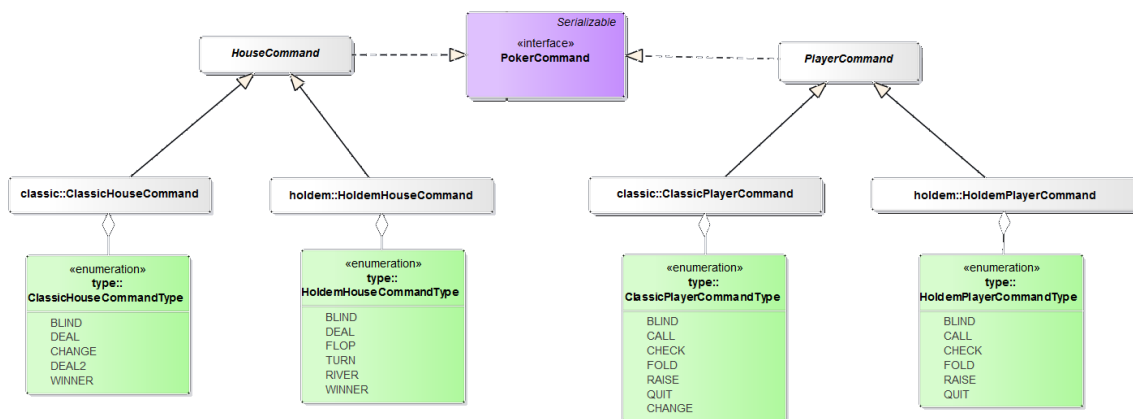 Serializable
«interface»
PokerCommand
HouseCommand
PlayerCommand
classic::ClassicHouseCommand
holdem::HoldemHouseCommand
classic::ClassicPlayerCommand
holdem::HoldemPlayerCommand
«enumeration»
type::
ClassicHouseCommandType
BLIND
DEAL
CHANGE
DEAL2
WINNER
«enumeration»
type::
HoldemHouseCommandType
BLIND
DEAL
FLOP
TURN
RIVER
WINNER
«enumeration»
type::
ClassicPlayerCommandType
BLIND
CALL
CHECK
FOLD
RAISE
QUIT
CHANGE
«enumeration»
type::
HoldemPlayerCommandType
BLIND
CALL
CHECK
FOLD
RAISE
QUIT